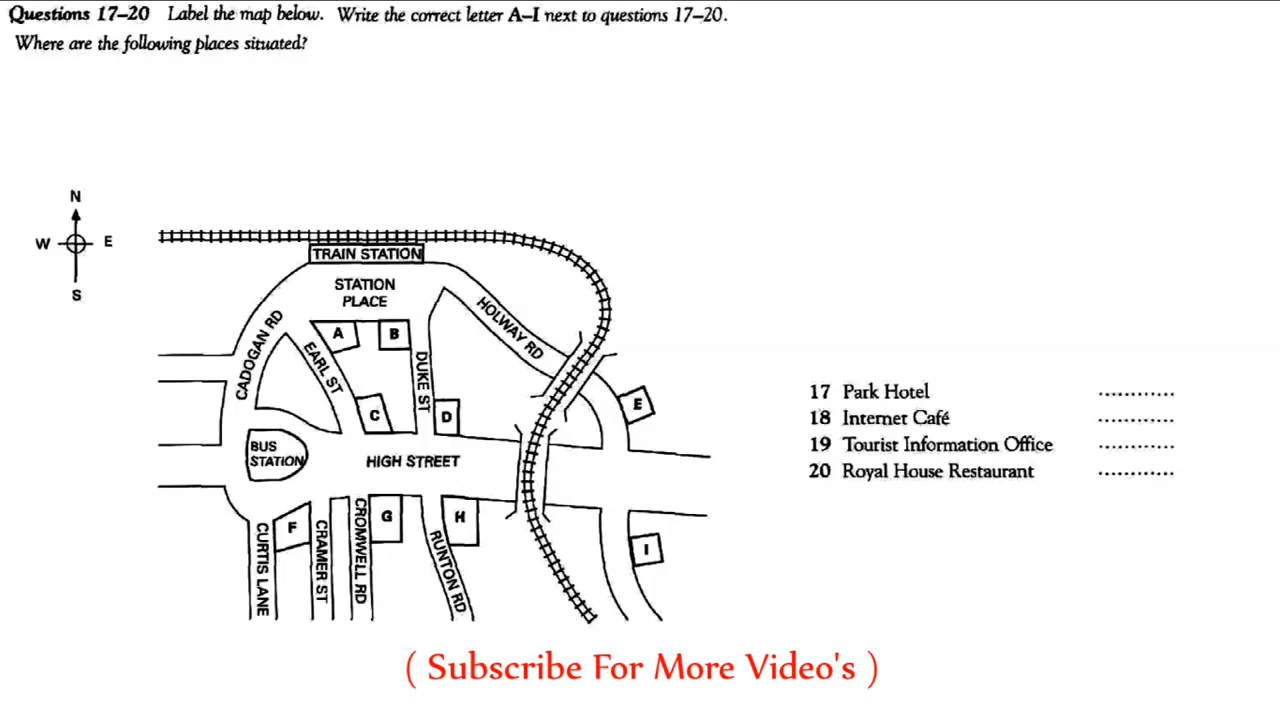 Questions 17–20 Label the map below. Write the correct letter A–I next to questions 17–20.
Where are the following places situated?
N
W E
S
TRAIN STATION
STATION
PLACE
HOLWAY RD
CADOGAN RD
A
B
EARL ST
DUKE ST
C
D
E
BUS
STATION
HIGH STREET
F
G
H
I
CURTIS LANE
CRAMER ST
CROMWELL RD
RUNTON RD
17 Park Hotel ............
18 Internet Café ............
19 Tourist Information Office ............
20 Royal House Restaurant ............
( Subscribe For More Video's )